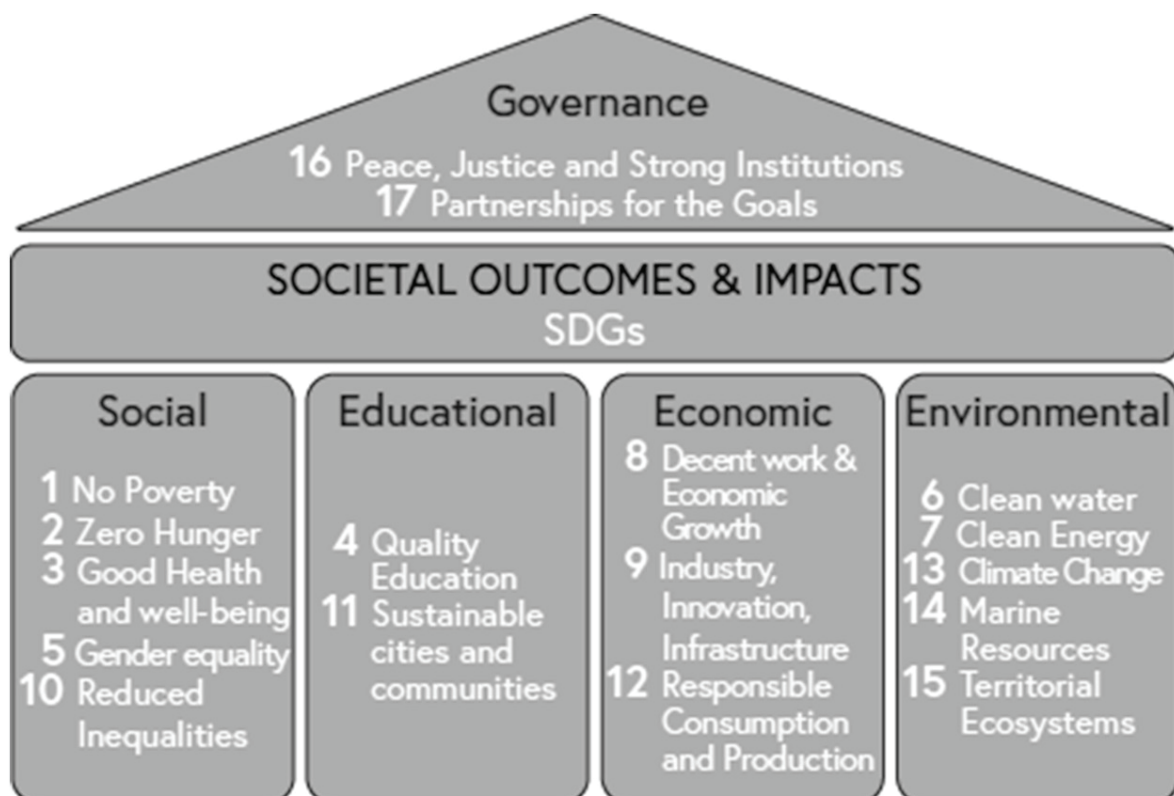 Governance
16 Peace, Justice and Strong Institutions
17 Partnerships for the Goals
SOCIETAL OUTCOMES & IMPACTS
SDGs
Social
1 No Poverty
2 Zero Hunger
3 Good Health
and well-being
5 Gender equality
10 Reduced
Inequalities
Educational
4 Quality
Education
11 Sustainable
cities and
communities
Economic
8 Decent work &
Economic
Growth
9 Industry,
Innovation,
Infrastructure
12 Responsible
Consumption
and Production
Environmental
6 Clean water
7 Clean Energy
13 Climate Change
14 Marine
Resources
15 Territorial
Ecosystems